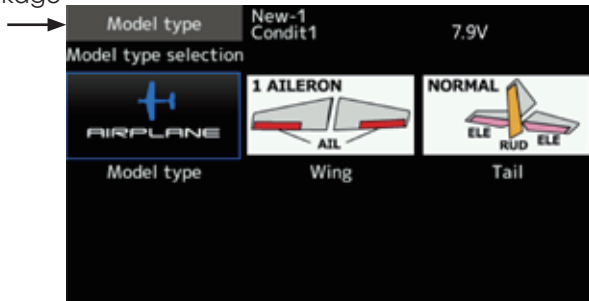 Model type
New-1
Condit1
7.9V
Model type selection
AIRPLANE
1 AILERON
AIL
NORMAL
ELE
RUD
ELE
Model type
Wing
Tail